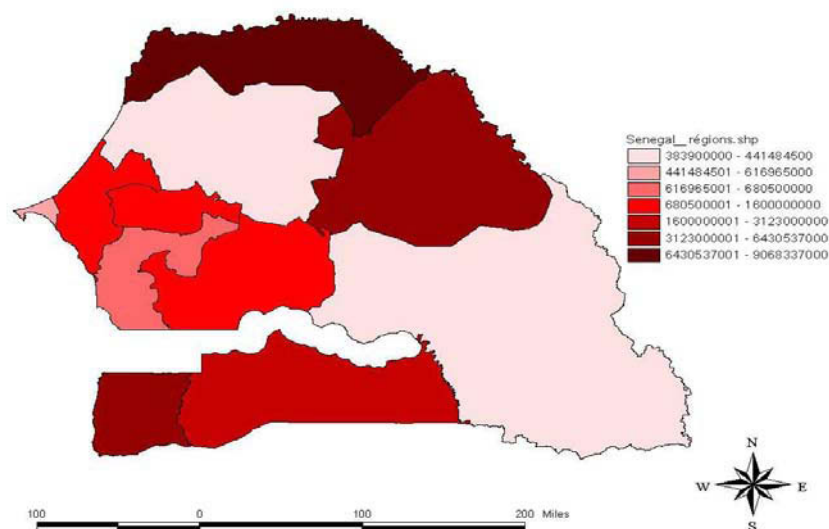 Senegal__régions.shp
383900000 - 441484500
441484501 - 616965000
616965001 - 680500000
680500001 - 1600000000
1600000001 - 3123000000
3123000001 - 6430537000
6430537001 - 9068337000
N
W E
S
100 0 100 200 Miles